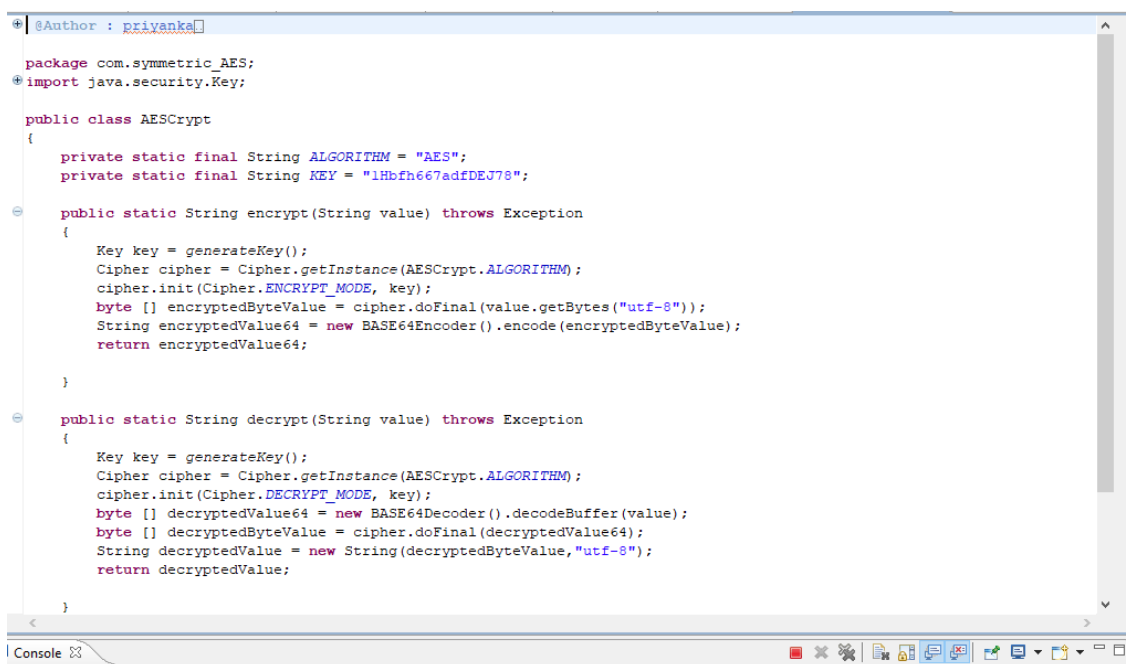 @Author : priyanka
package com.symmetric_AES;
import java.security.Key;
public class AESCrypt
{
    private static final String ALGORITHM = "AES";
    private static final String KEY = "1Hbfh667adfDEJ78";
    public static String encrypt(String value) throws Exception
    {
        Key key = generateKey();
        Cipher cipher = Cipher.getInstance(AESCrypt.ALGORITHM);
        cipher.init(Cipher.ENCRYPT_MODE, key);
        byte [] encryptedByteValue = cipher.doFinal(value.getBytes("utf-8"));
        String encryptedValue64 = new BASE64Encoder().encode(encryptedByteValue);
        return encryptedValue64;
    }
    public static String decrypt(String value) throws Exception
    {
        Key key = generateKey();
        Cipher cipher = Cipher.getInstance(AESCrypt.ALGORITHM);
        cipher.init(Cipher.DECRYPT_MODE, key);
        byte [] decryptedValue64 = new BASE64Decoder().decodeBuffer(value);
        byte [] decryptedByteValue = cipher.doFinal(decryptedValue64);
        String decryptedValue = new String(decryptedByteValue,"utf-8");
        return decryptedValue;
    }
Console